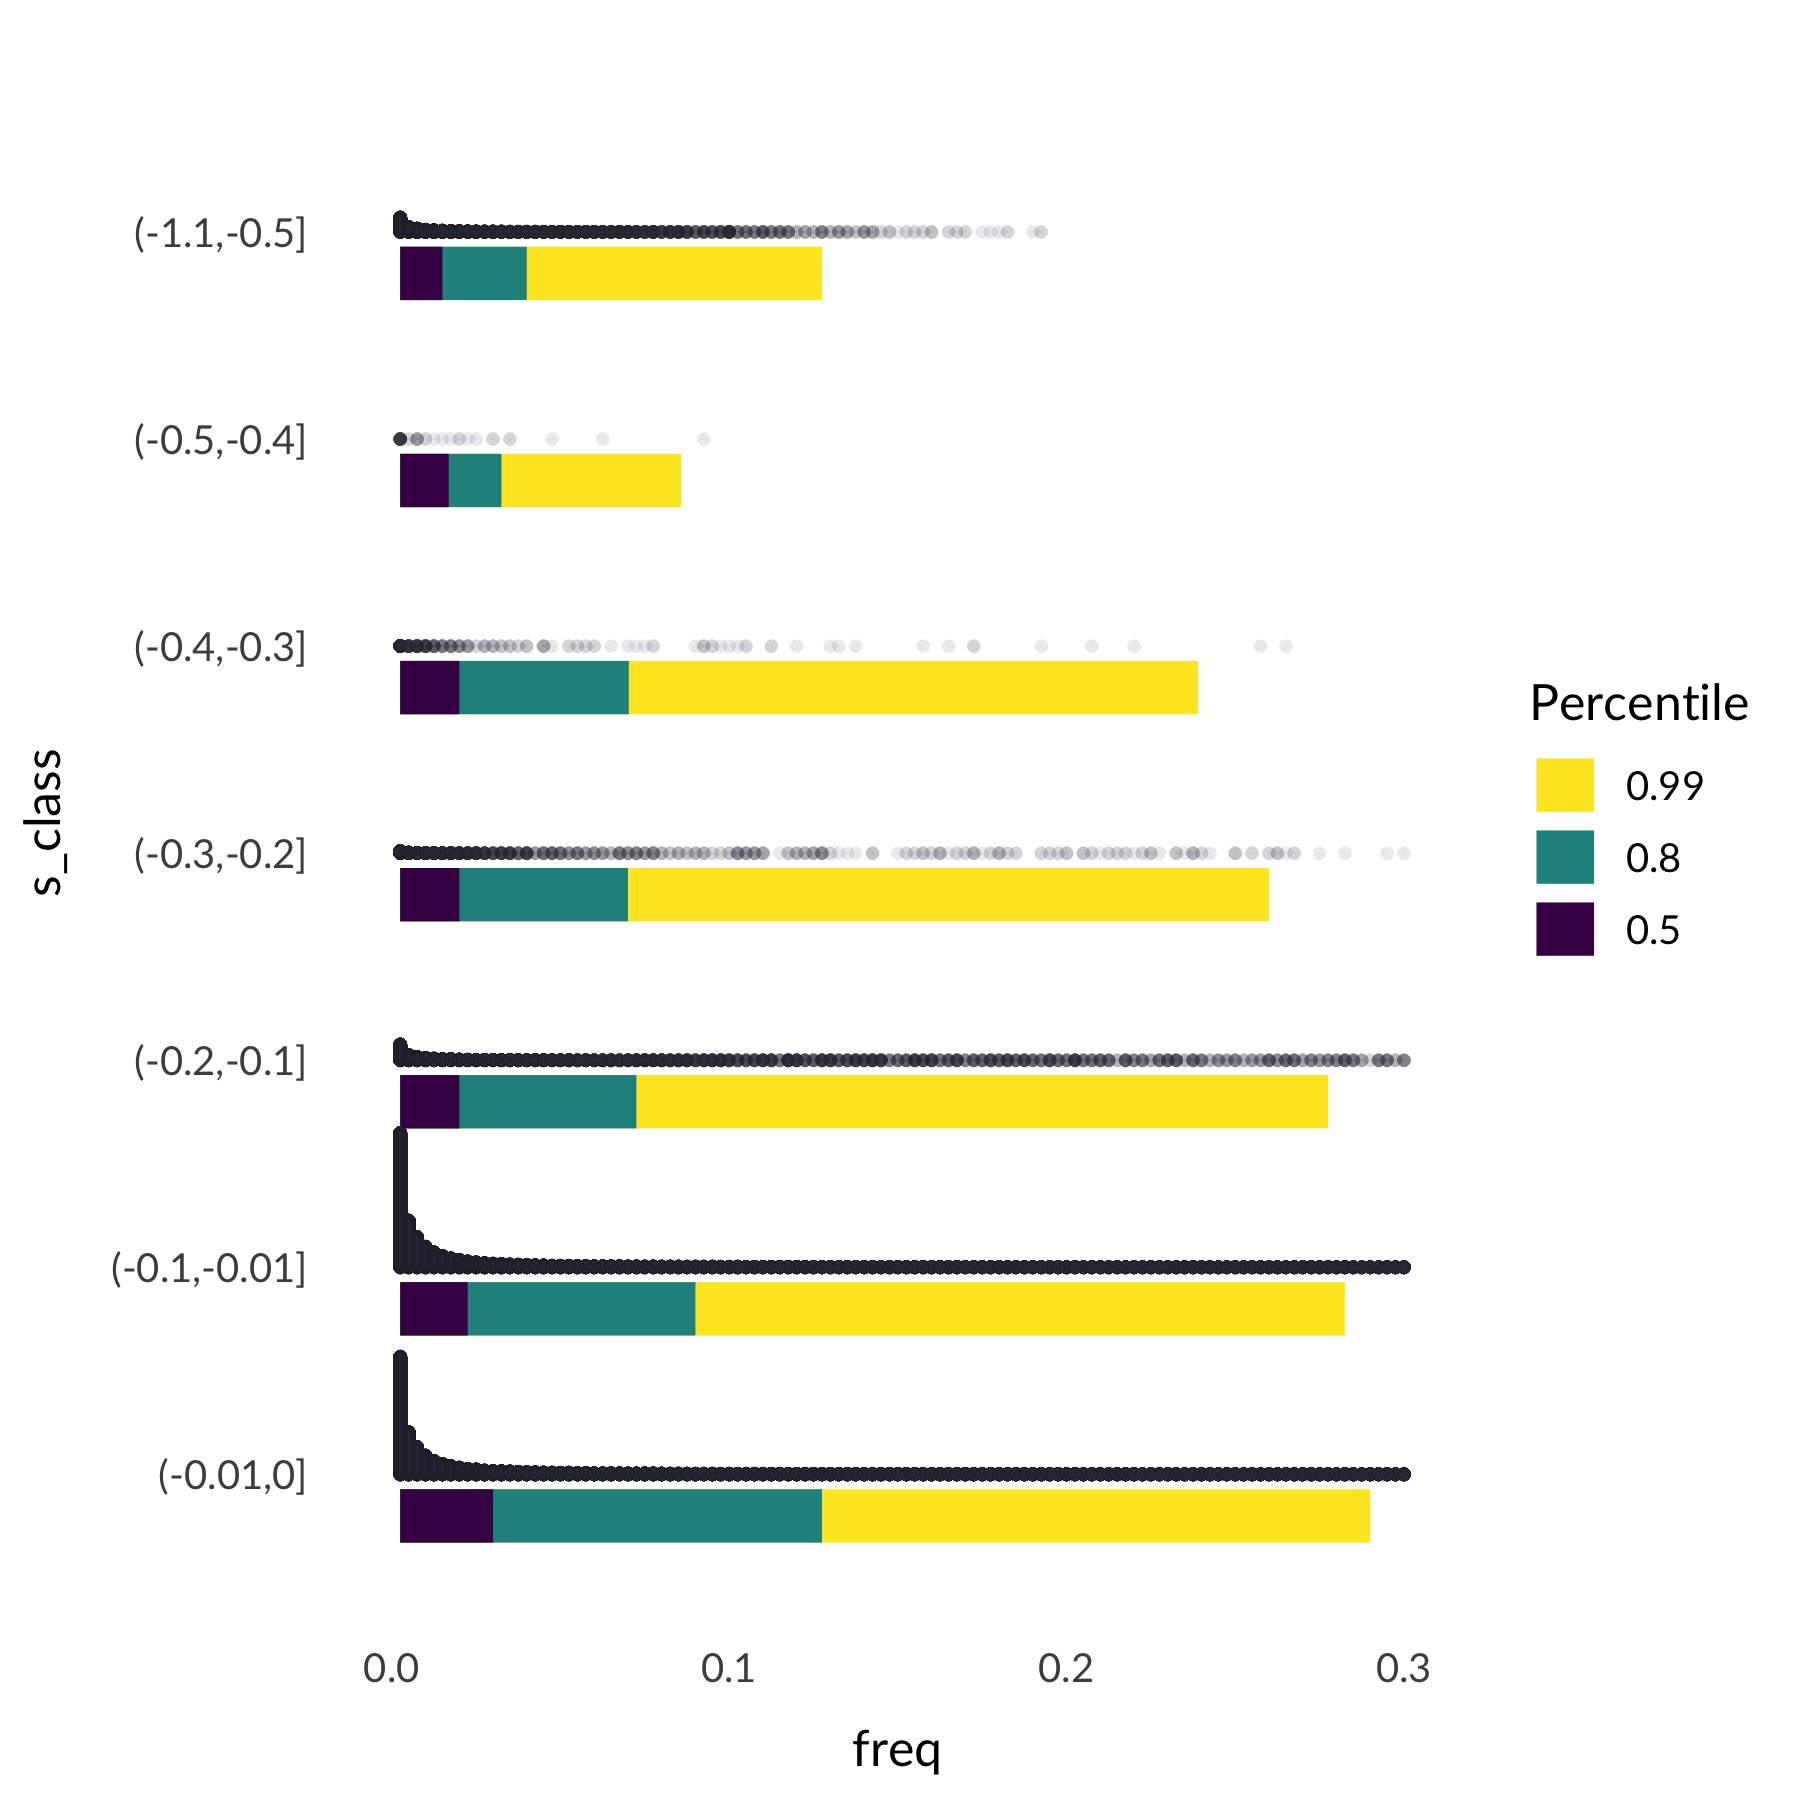 (-1.1,-0.5]
(-0.5,-0.4]
(-0.4,-0.3]
(-0.3,-0.2]
(-0.2,-0.1]
(-0.1,-0.01]
(-0.01,0]
s_class
0.0 0.1 0.2 0.3
freq
Percentile
0.99
0.8
0.5